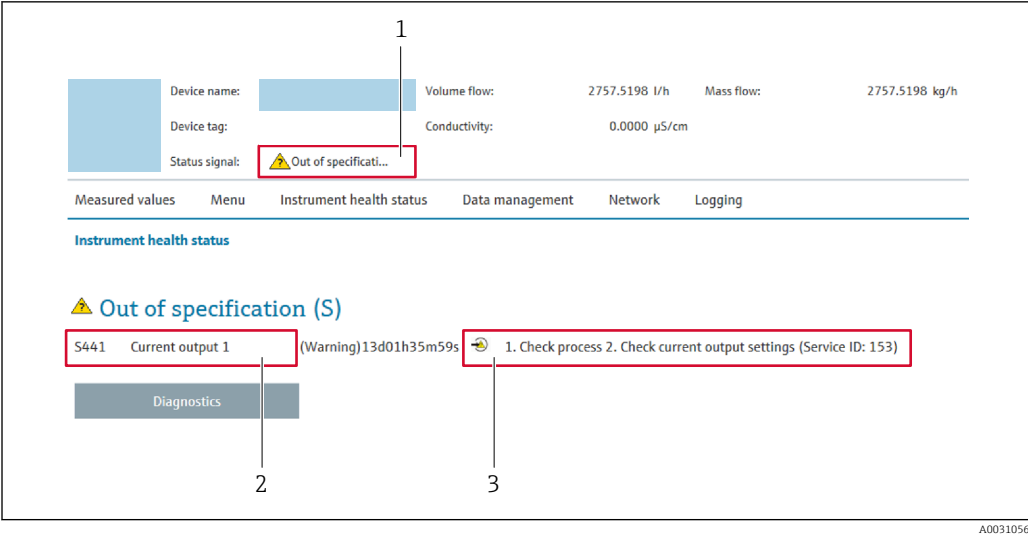 1
Device name:
Volume flow: 2757.5198 l/h
Mass flow: 2757.5198 kg/h
Device tag:
Conductivity: 0.0000 µS/cm
Status signal: Out of specificati...
Measured values Menu Instrument health status Data management Network Logging
Instrument health status
Out of specification (S)
S441 Current output 1 (Warning)13d01h35m59s 1. Check process 2. Check current output settings (Service ID: 153)
Diagnostics
2 3
A0031056